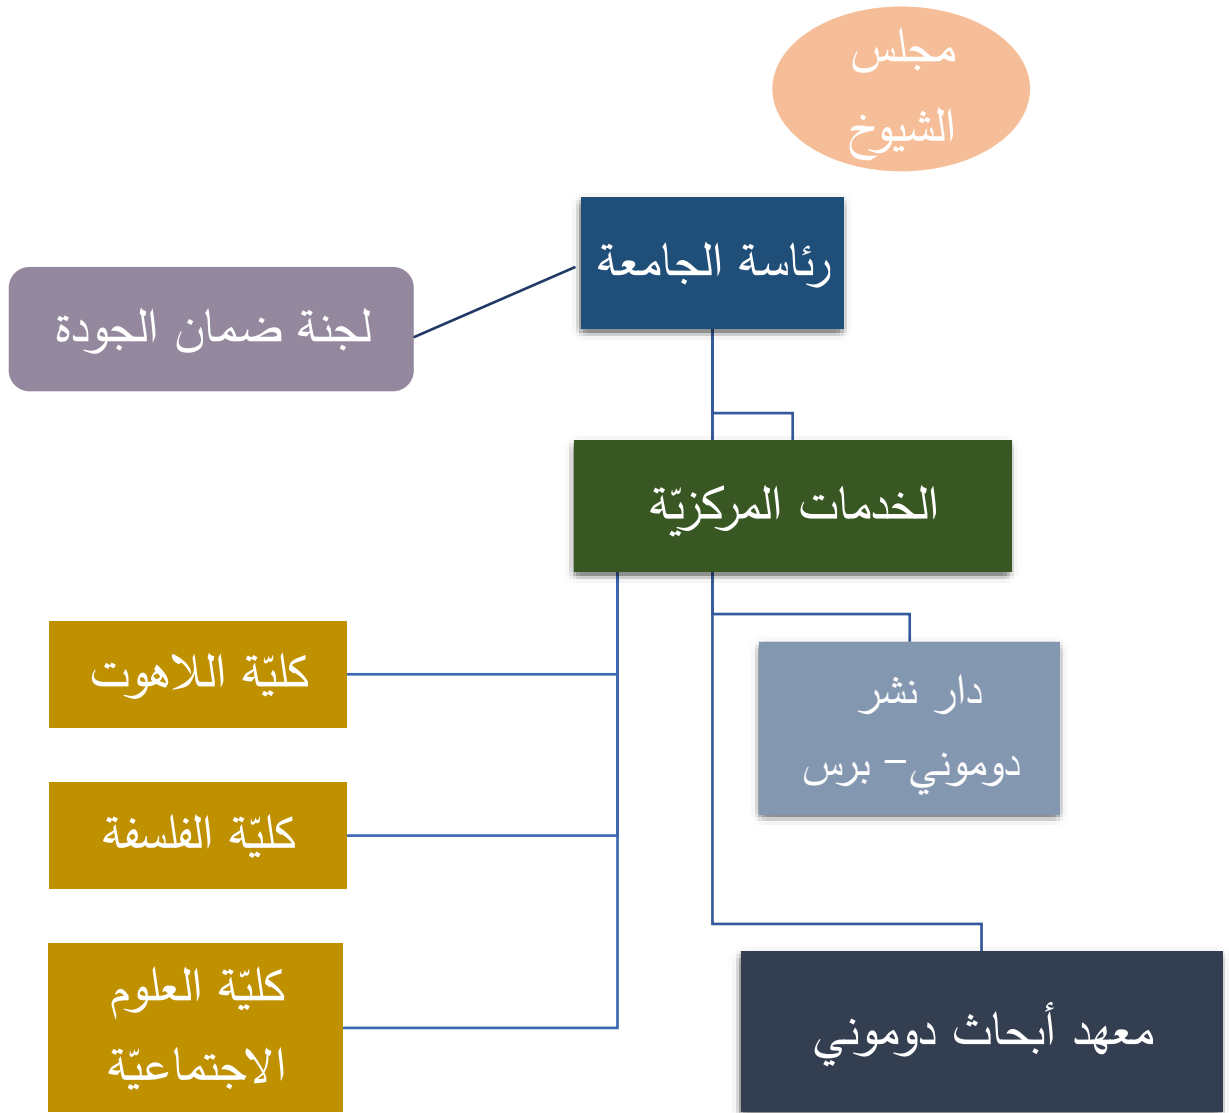 مجلس
الشيوخ
رئاسة الجامعة
لجنة ضمان الجودة
الخدمات المركزيّة
كليّة اللاهوت
دار نشر
دوموني– برس
كليّة الفلسفة
كليّة العلوم
الاجتماعيّة
معهد أبحاث دوموني